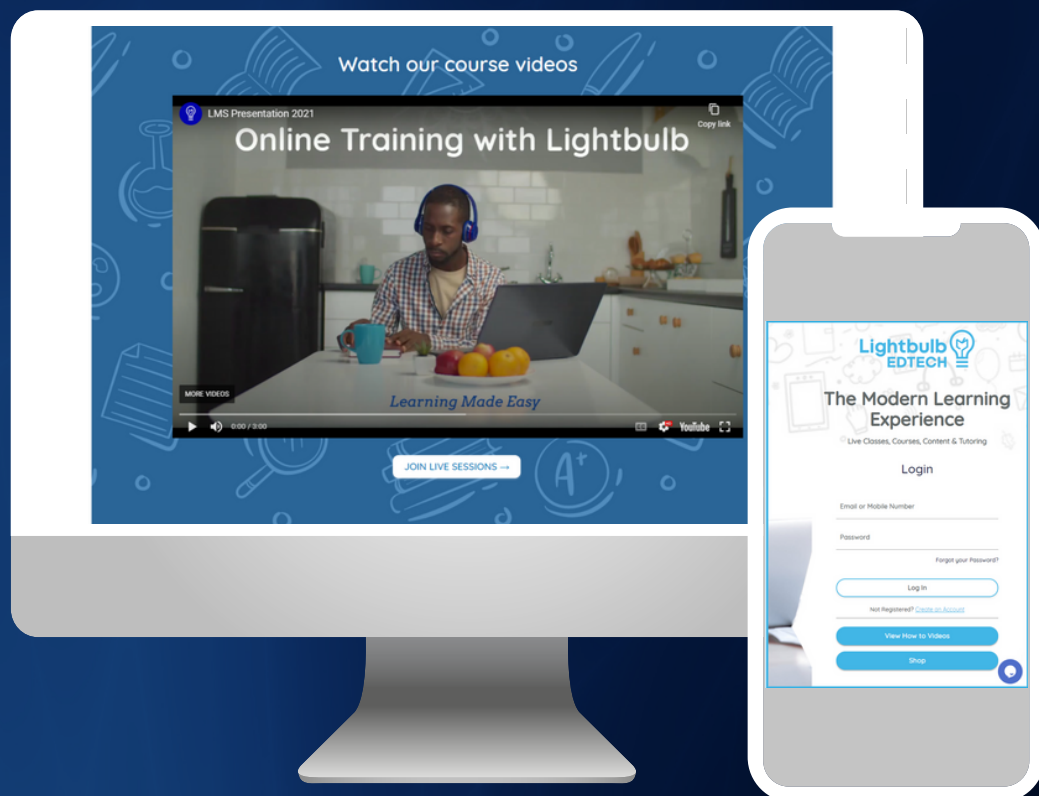 Watch our course videos
LMS Presentation 2021
Copy link
Online Training with Lightbulb
MORE VIDEOS
Learning Made Easy
0:00 / 3:00
YouTube
JOIN LIVE SESSIONS →
A+
Lightbulb
EDTECH
The Modern Learning
Experience
Live Classes, Courses, Content & Tutoring
Login
Email or Mobile Number
Password
Forgot your Password?
Log In
Not Registered? Create an Account
View How to Videos
Shop